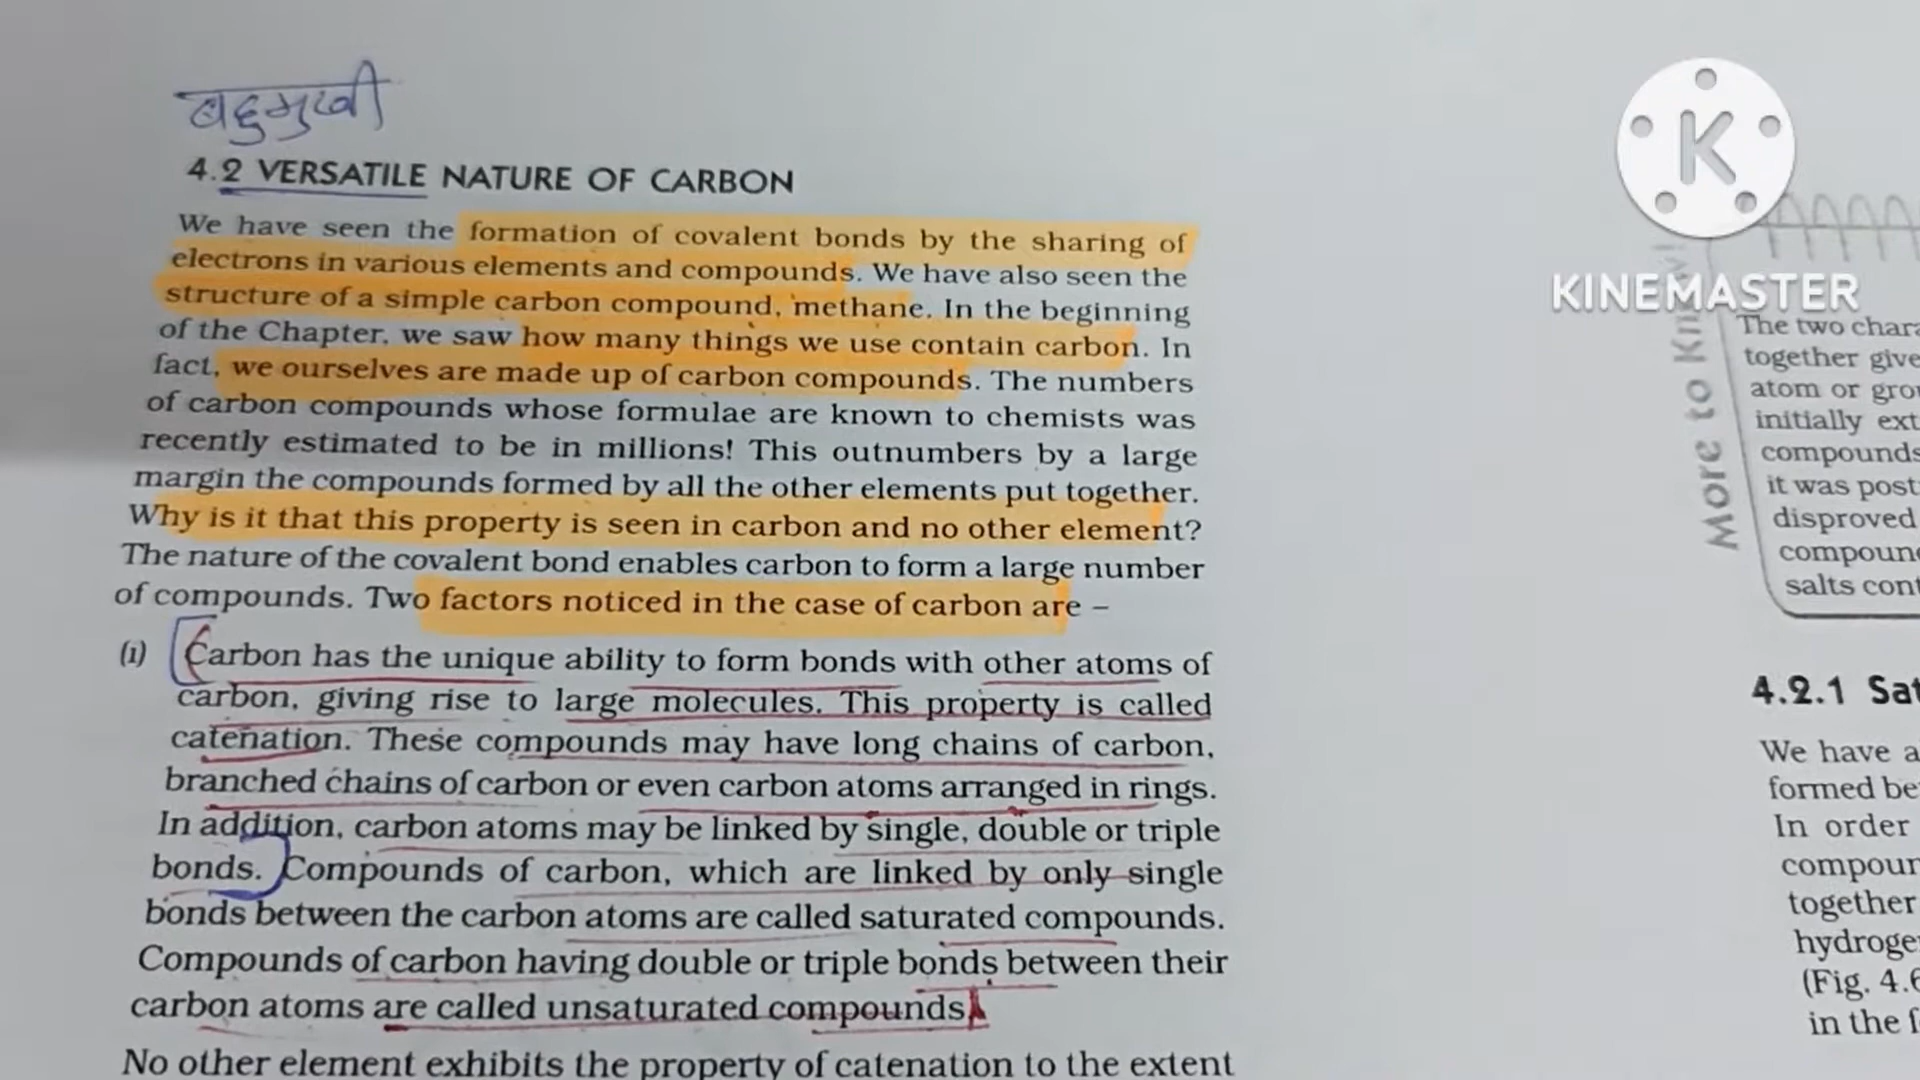 बहुमुखी
4.2 VERSATILE NATURE OF CARBON
We have seen the formation of covalent bonds by the sharing of
electrons in various elements and compounds. We have also seen the
structure of a simple carbon compound, methane. In the beginning
of the Chapter, we saw how many things we use contain carbon. In
fact, we ourselves are made up of carbon compounds. The numbers
of carbon compounds whose formulae are known to chemists was
recently estimated to be in millions! This outnumbers by a large
margin the compounds formed by all the other elements put together.
Why is it that this property is seen in carbon and no other element?
The nature of the covalent bond enables carbon to form a large number
of compounds. Two factors noticed in the case of carbon are –
(i) Carbon has the unique ability to form bonds with other atoms of
carbon, giving rise to large molecules. This property is called
catenation. These compounds may have long chains of carbon,
branched chains of carbon or even carbon atoms arranged in rings.
In addition, carbon atoms may be linked by single, double or triple
bonds. Compounds of carbon, which are linked by only single
bonds between the carbon atoms are called saturated compounds.
Compounds of carbon having double or triple bonds between their
carbon atoms are called unsaturated compounds.
No other element exhibits the property of catenation to the extent
K
KINEMASTER
More to
The two chara
together give
atom or gro
initially ext
compounds
it was post
disproved
compoun
salts cont
4.2.1 Sat
We have a
formed be
In order
compoun
together
hydroge
(Fig. 4.6
in the f